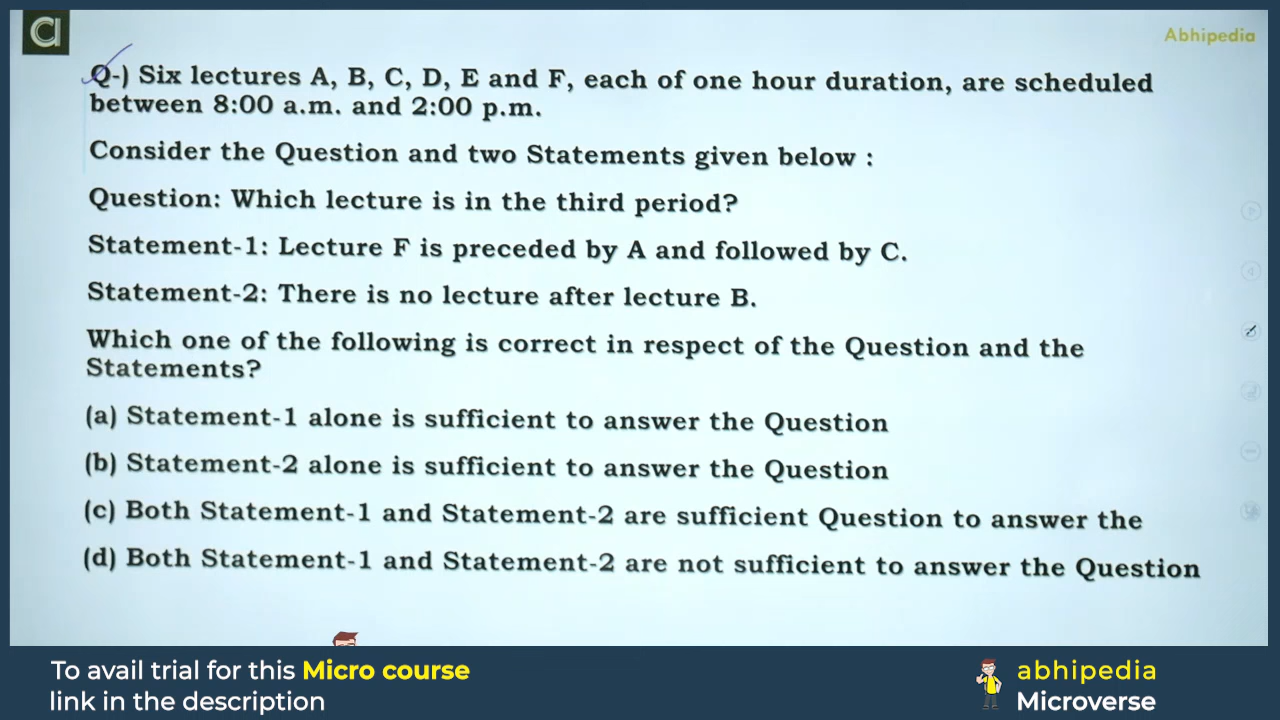 a
Abhipedia
Q-) Six lectures A, B, C, D, E and F, each of one hour duration, are scheduled
between 8:00 a.m. and 2:00 p.m.
Consider the Question and two Statements given below :
Question: Which lecture is in the third period?
Statement-1: Lecture F is preceded by A and followed by C.
Statement-2: There is no lecture after lecture B.
Which one of the following is correct in respect of the Question and the
Statements?
(a) Statement-1 alone is sufficient to answer the Question
(b) Statement-2 alone is sufficient to answer the Question
(c) Both Statement-1 and Statement-2 are sufficient Question to answer the
(d) Both Statement-1 and Statement-2 are not sufficient to answer the Question
To avail trial for this Micro course
link in the description
abhipedia
Microverse